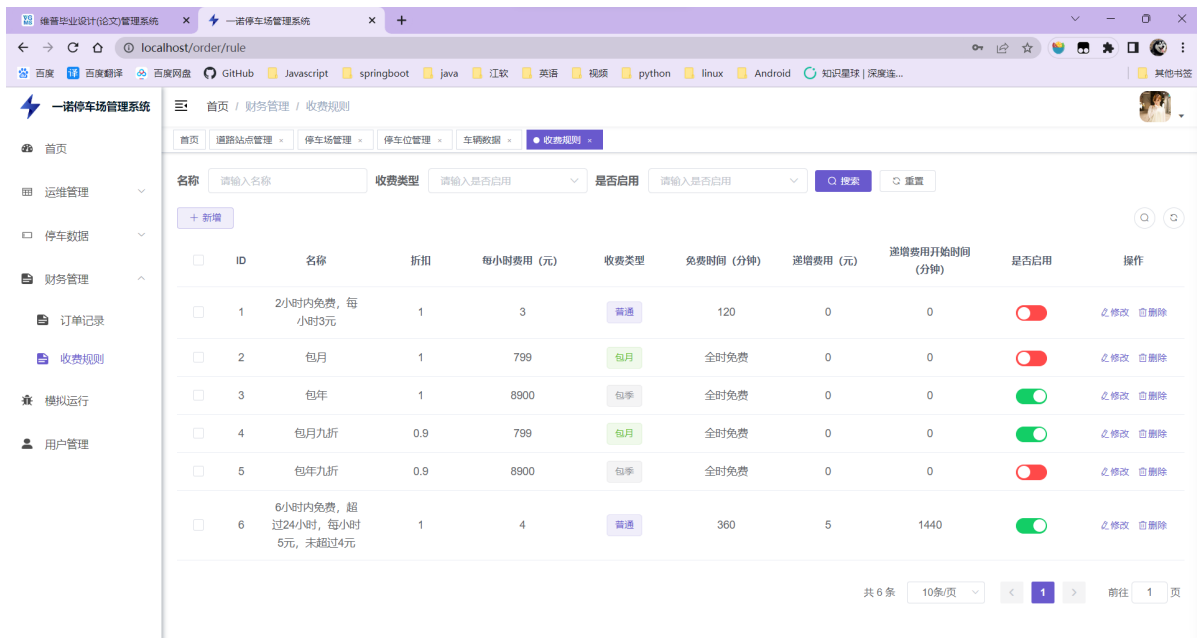 维普毕业设计(论文)管理系统
一诺停车场管理系统
localhost/order/rule
百度 百度翻译 百度网盘 GitHub Javascript springboot java 江软 英语 视频 python linux Android 知识星球 | 深度连... 其他书签
一诺停车场管理系统
首页
运维管理
停车数据
财务管理
订单记录
收费规则
模拟运行
用户管理
首页 / 财务管理 / 收费规则
首页 道路站点管理 × 停车场管理 × 停车位管理 × 车辆数据 × 收费规则 ×
名称 请输入名称 收费类型 请输入是否启用 是否启用 请输入是否启用 搜索 重置
+ 新增
ID 名称 折扣 每小时费用（元） 收费类型 免费时间（分钟） 递增费用（元） 递增费用开始时间 是否启用 操作
（分钟）
1 2小时内免费，每 1 3 普通 120 0 0 修改 删除
小时3元
2 包月 1 799 包月 全时免费 0 0 修改 删除
3 包年 1 8900 包季 全时免费 0 0 修改 删除
4 包月九折 0.9 799 包月 全时免费 0 0 修改 删除
5 包年九折 0.9 8900 包季 全时免费 0 0 修改 删除
6小时内免费，超
6 过24小时，每小时 1 4 普通 360 5 1440 修改 删除
5元，未超过4元
共 6 条 10条/页 1 前往 1 页